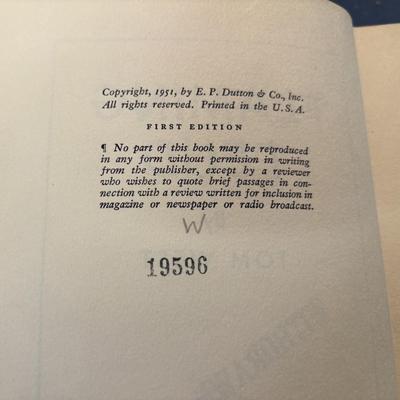 Copyright, 1951, by E. P. Dutton & Co., Inc.
All rights reserved. Printed in the U. S. A.
FIRST EDITION
¶ No part of this book may be reproduced
in any form without permission in writing
from the publisher, except by a reviewer
who wishes to quote brief passages in con-
nection with a review written for inclusion in
magazine or newspaper or radio broadcast.
W
19596